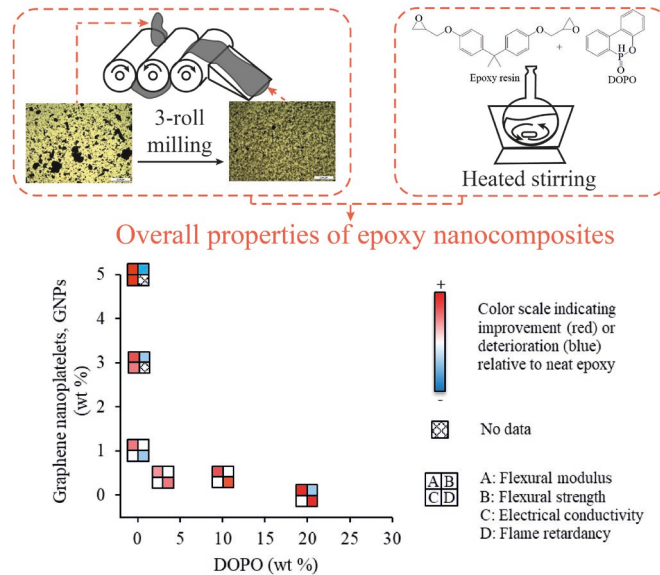 3-roll
milling
O
O
O
O
Epoxy resin
+
H
P
O
O
DOPO
Heated stirring
Overall properties of epoxy nanocomposites
Graphene nanoplatelets, GNPs
(wt %)
5
4
3
2
1
0
0
5
10
15
20
25
30
DOPO (wt %)
+
-
Color scale indicating
improvement (red) or
deterioration (blue)
relative to neat epoxy
No data
A B
C D
A: Flexural modulus
B: Flexural strength
C: Electrical conductivity
D: Flame retardancy